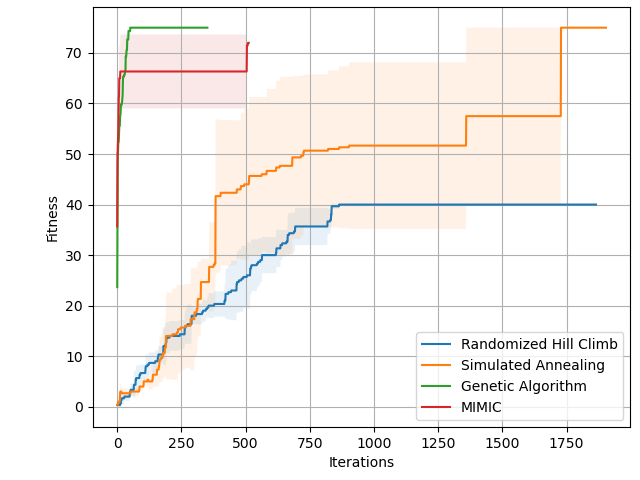 70
60
50
40
30
20
10
0
Fitness
0 250 500 750 1000 1250 1500 1750
Iterations
Randomized Hill Climb
Simulated Annealing
Genetic Algorithm
MIMIC